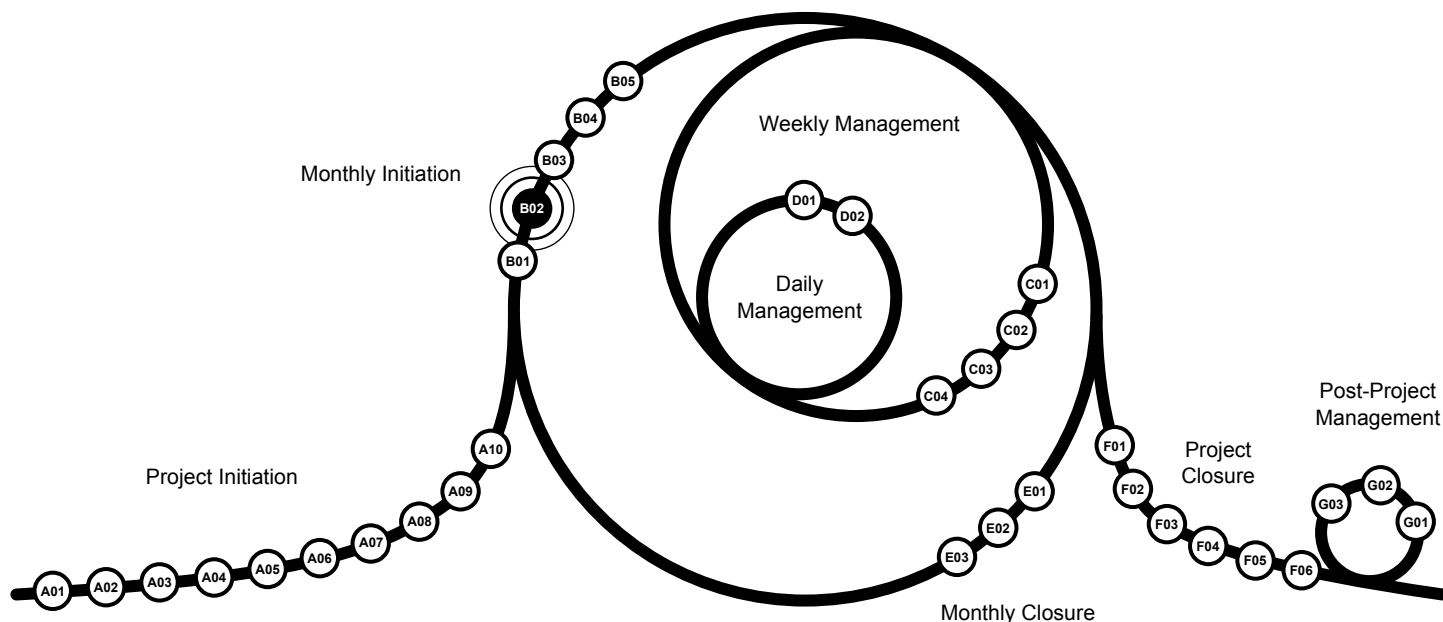 B05
B04
Weekly Management
B03
Monthly Initiation
D01
B02
D02
B01
C01
Daily
Management
C02
C03
C04
Post-Project
Management
F01
A10
Project
Closure
Project Initiation
G02
F02
E01
A09
G03
A08
F03
G01
E02
A07
F04
A06
E03
F05
A05
F06
A04
A03
A02
A01
Monthly Closure